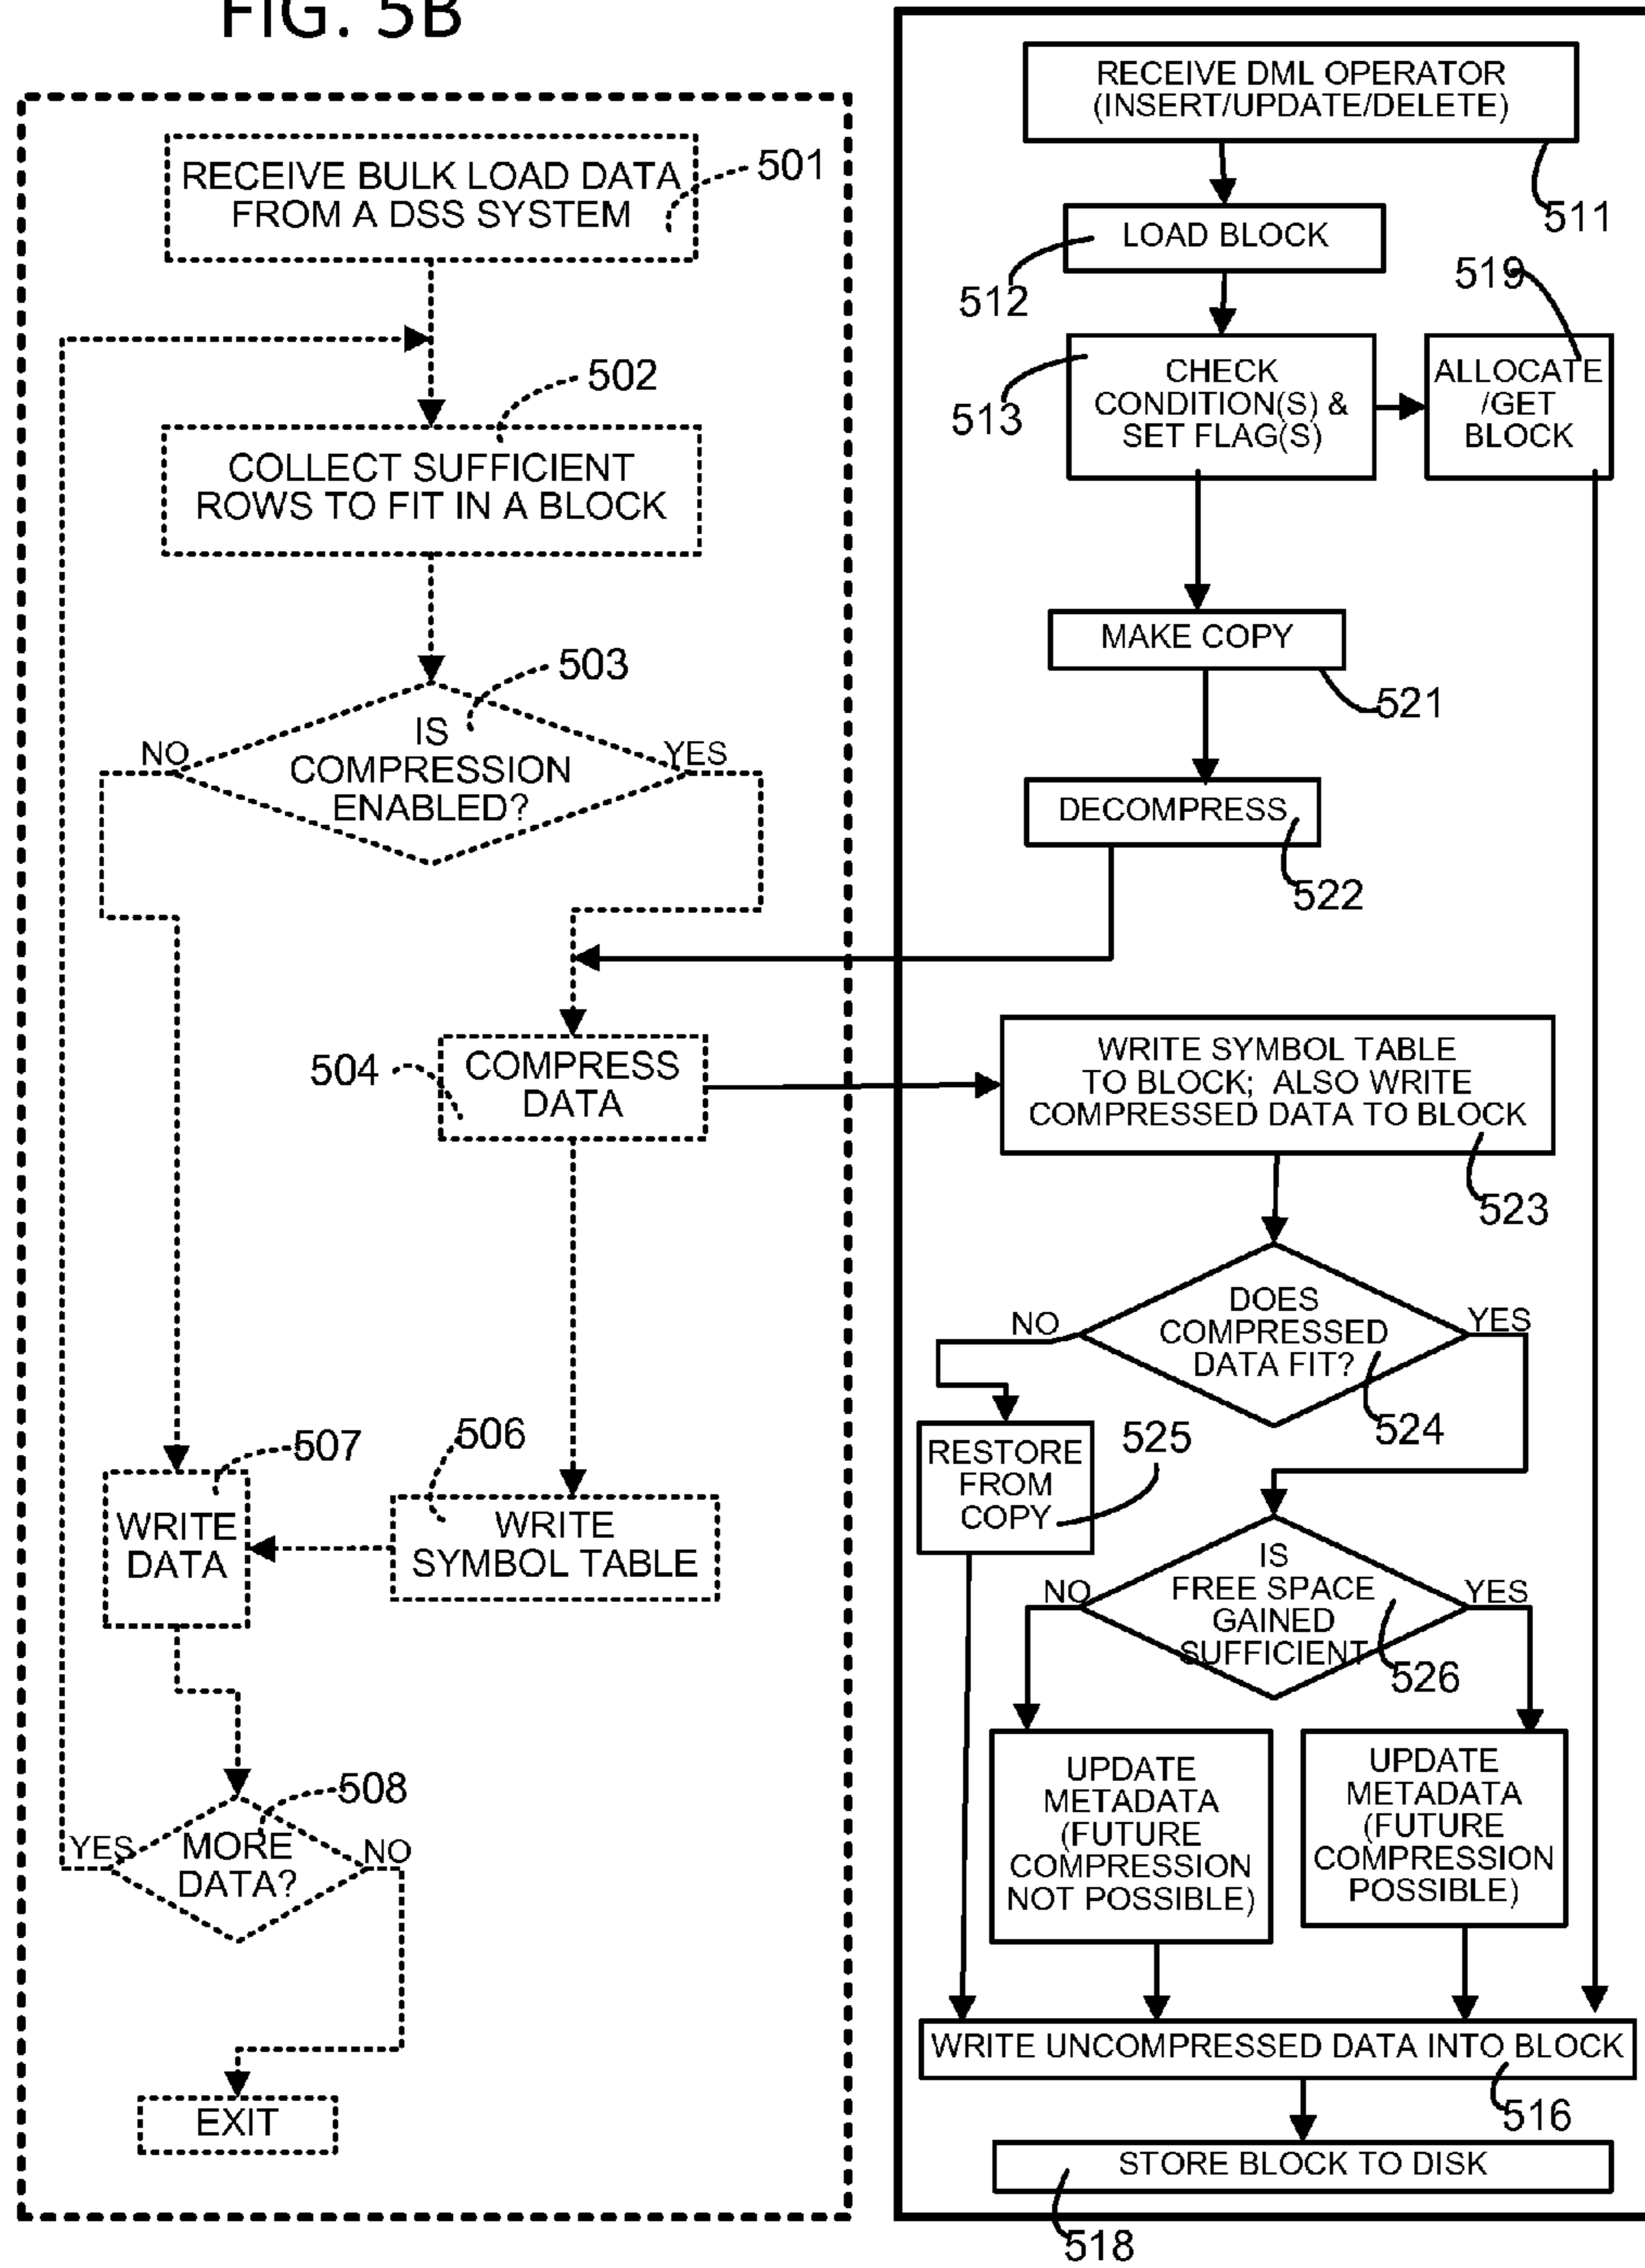 FIG. 5B
RECEIVE BULK LOAD DATA
FROM A DSS SYSTEM
501
COLLECT SUFFICIENT
ROWS TO FIT IN A BLOCK
502
IS
COMPRESSION
ENABLED?
503
NO
YES
COMPRESS
DATA
504
WRITE
SYMBOL TABLE
506
WRITE
DATA
507
MORE
DATA?
508
YES
NO
EXIT
RECEIVE DML OPERATOR
(INSERT/UPDATE/DELETE)
511
LOAD BLOCK
512
CHECK
CONDITION(S) &
SET FLAG(S)
513
ALLOCATE
/GET
BLOCK
519
MAKE COPY
521
DECOMPRESS
522
WRITE SYMBOL TABLE
TO BLOCK; ALSO WRITE
COMPRESSED DATA TO BLOCK
523
DOES
COMPRESSED
DATA FIT?
524
NO
YES
RESTORE
FROM
COPY
525
IS
FREE SPACE
GAINED
SUFFICIENT
526
NO
YES
UPDATE
METADATA
(FUTURE
COMPRESSION
NOT POSSIBLE)
UPDATE
METADATA
(FUTURE
COMPRESSION
POSSIBLE)
WRITE UNCOMPRESSED DATA INTO BLOCK
516
STORE BLOCK TO DISK
518